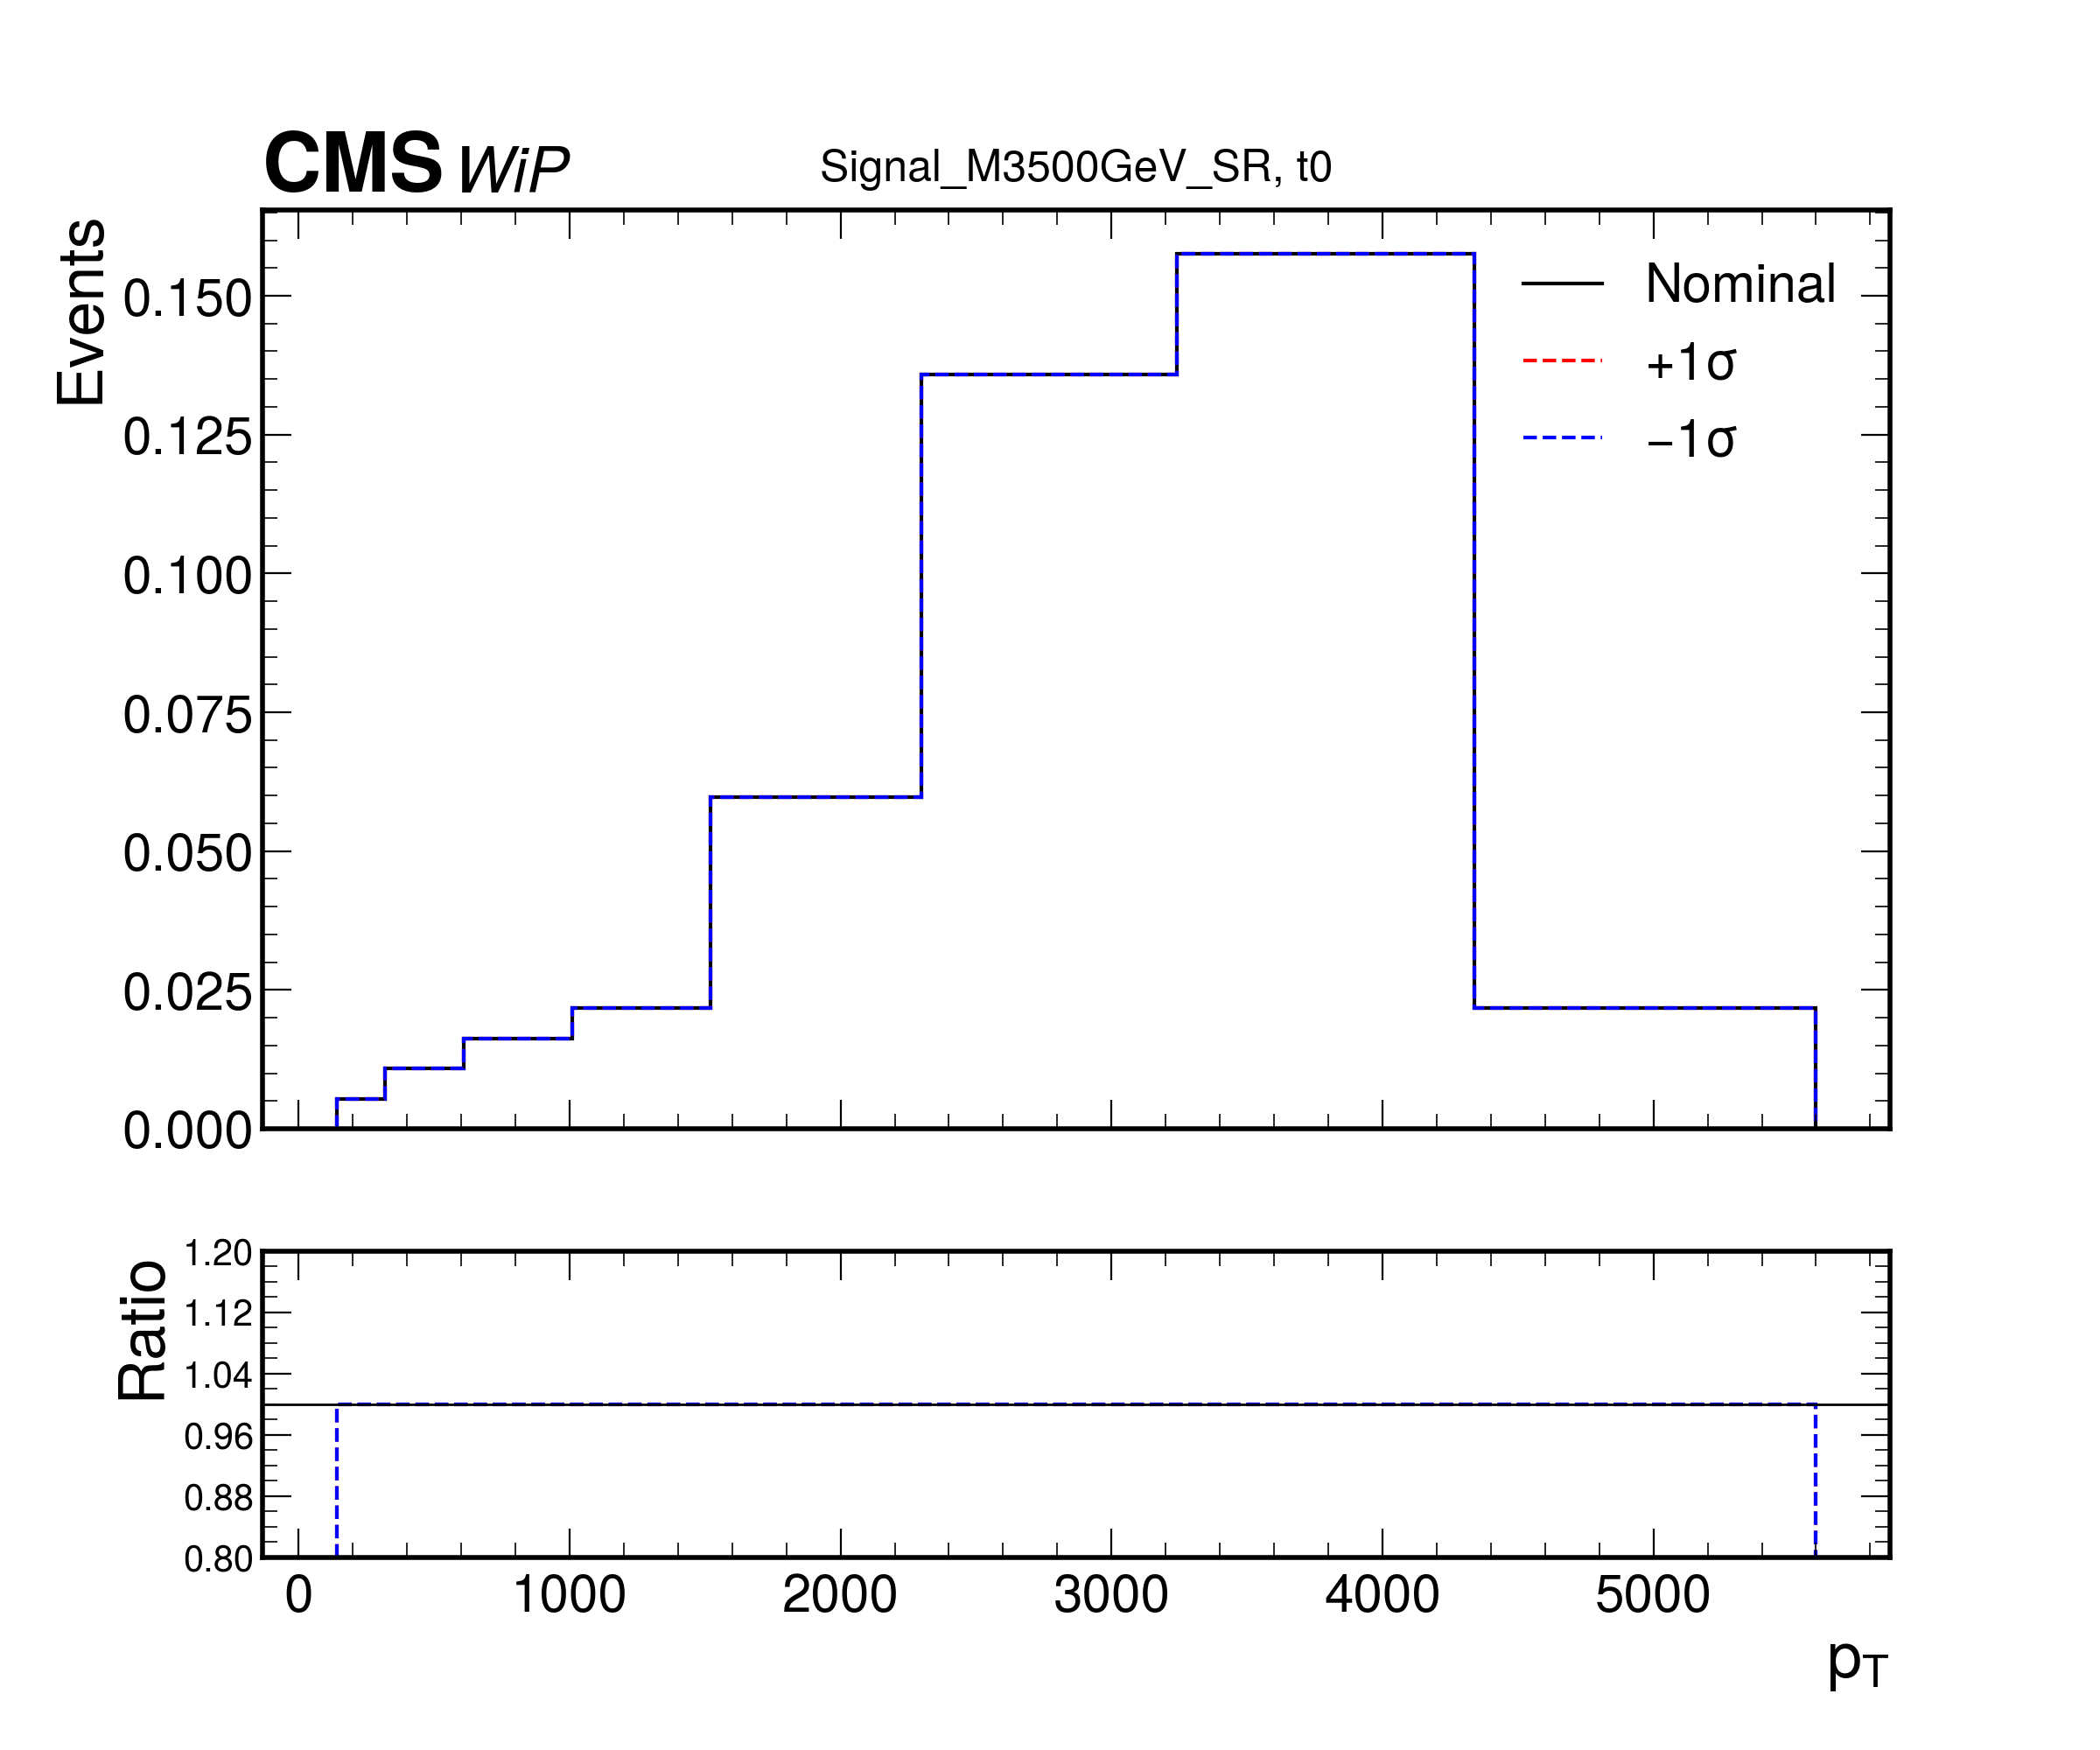 CMS WiP
Signal_M3500GeV_SR, t0
Events
0.150
0.125
0.100
0.075
0.050
0.025
0.000
Nominal
+1σ
−1σ
Ratio
1.20
1.12
1.04
0.96
0.88
0.80
0 1000 2000 3000 4000 5000
pT